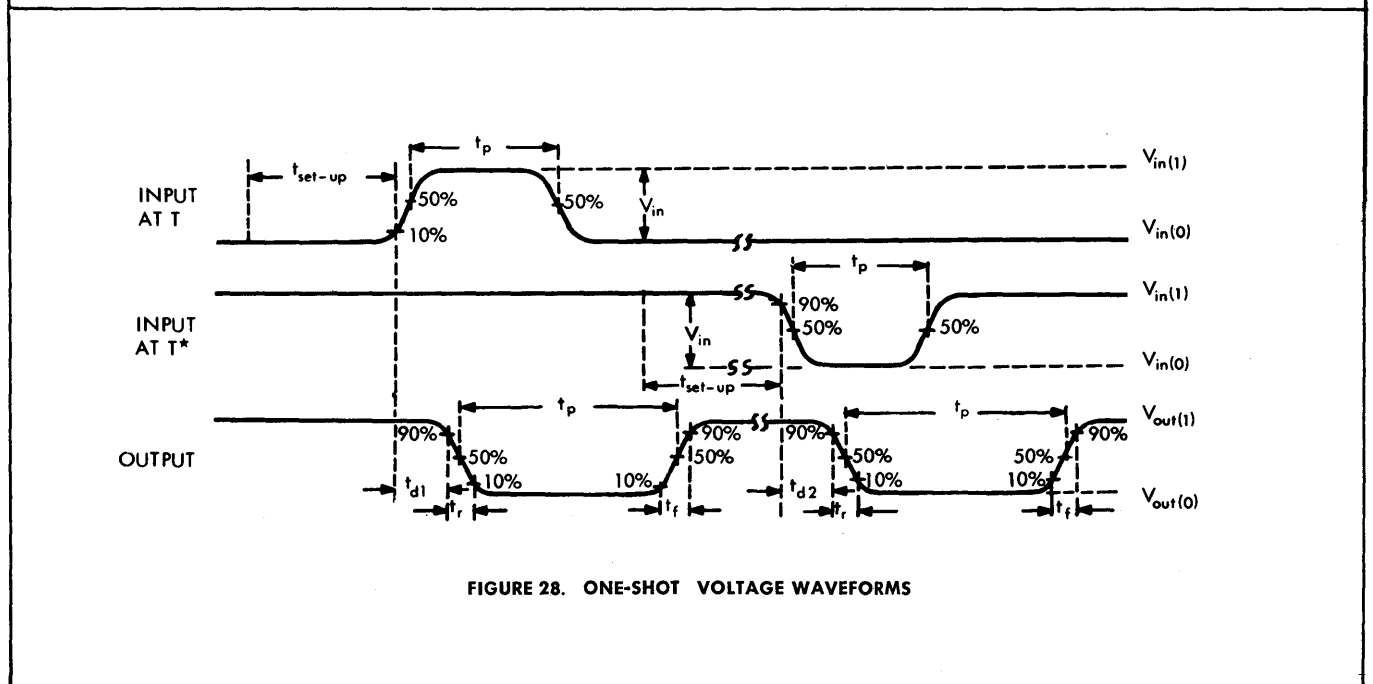 t_p
t_set-up
V_in(1)
INPUT
AT T
50%
50%
V_in
10%
V_in(0)
t_p
V_in(1)
90%
INPUT
AT T*
50%
50%
V_in
V_in(0)
t_set-up
t_p
t_p
V_out(1)
90%
90%
90%
90%
OUTPUT
50%
50%
50%
50%
10%
10%
10%
10%
t_d1
t_d2
V_out(0)
t_r
t_f
t_r
t_f
FIGURE 28. ONE-SHOT VOLTAGE WAVEFORMS